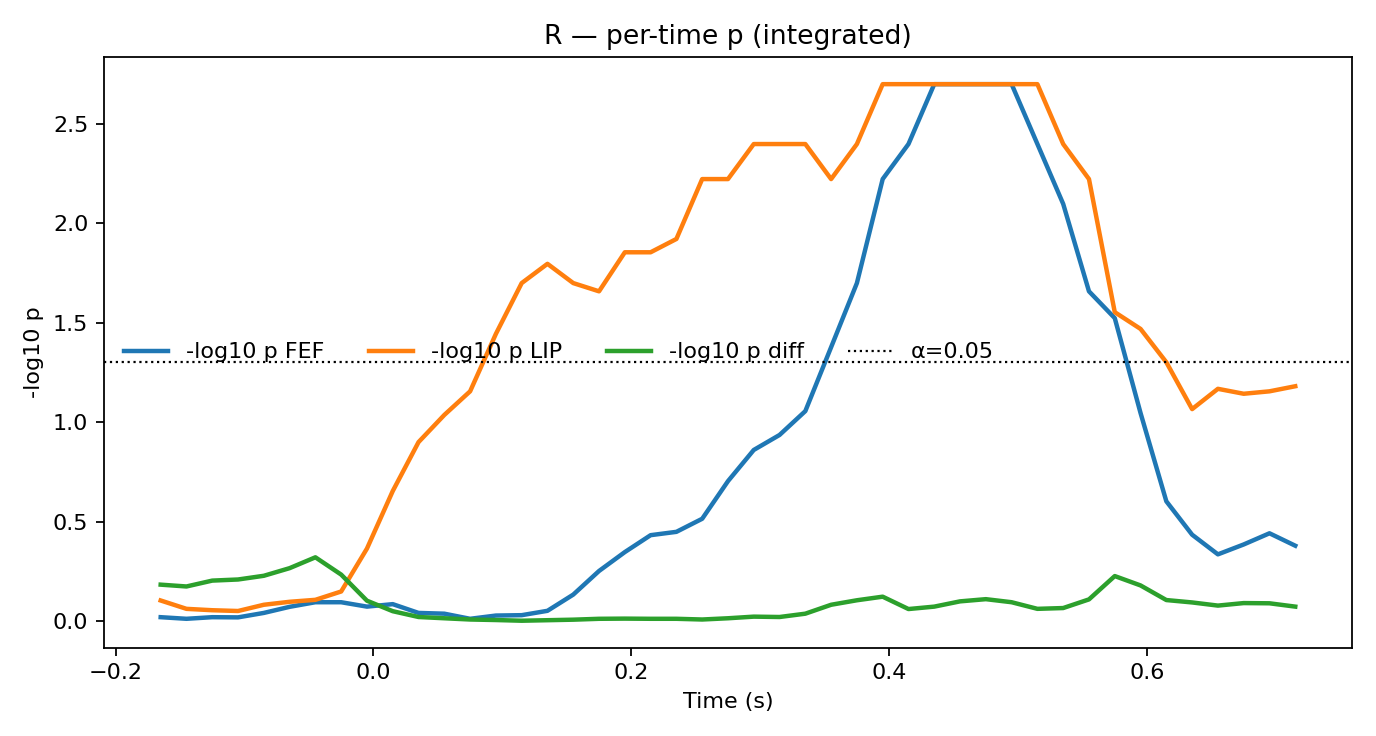 R — per-time p (integrated)
-log10 p
2.5
2.0
1.5
1.0
0.5
0.0
-log10 p FEF -log10 p LIP -log10 p diff α=0.05
−0.2 0.0 0.2 0.4 0.6
Time (s)